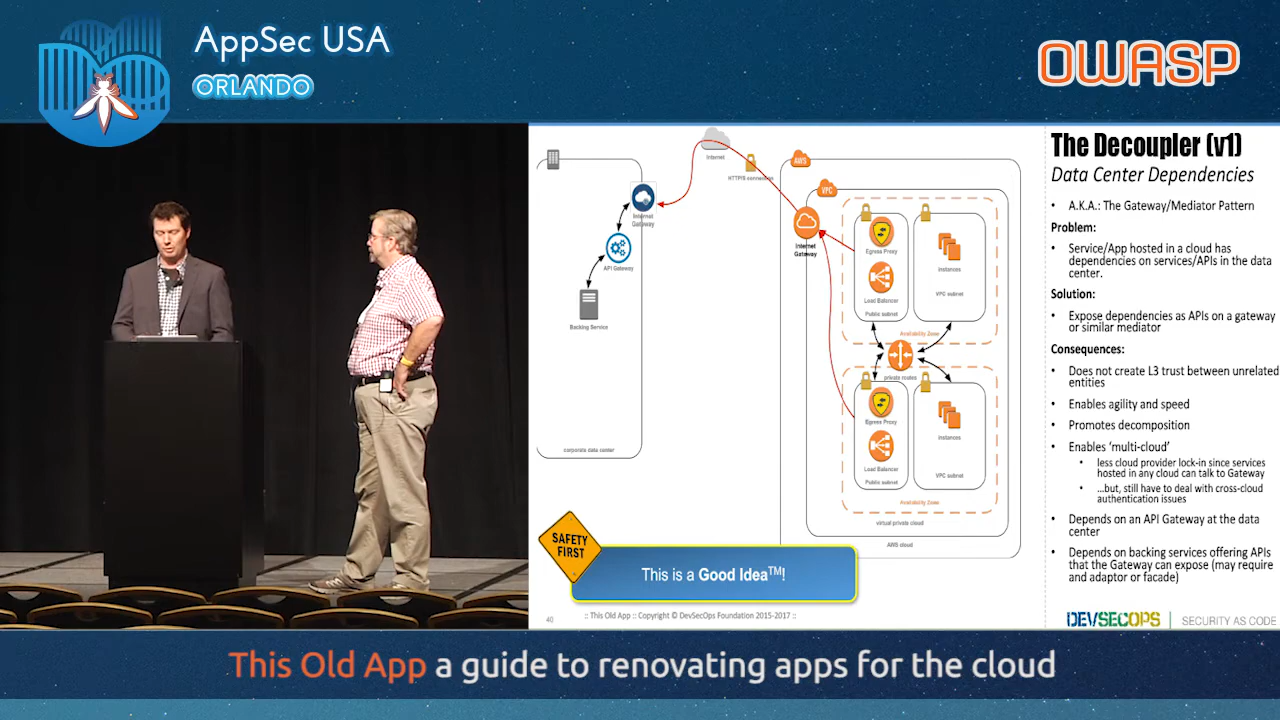 AppSec USA
ORLANDO
OWASP
The Decoupler (v1)
Data Center Dependencies
• A.K.A.: The Gateway/Mediator Pattern
Problem:
• Service/App hosted in a cloud has
dependencies on services/APIs in the data
center.
Solution:
• Expose dependencies as APIs on a gateway
or similar mediator
Consequences:
• Does not create L3 trust between unrelated
entities
• Enables agility and speed
• Promotes decomposition
• Enables ‘multi-cloud’
• less cloud provider lock-in since services
hosted in any cloud can talk to Gateway
• ...but, still have to deal with cross-cloud
authentication issues
• Depends on an API Gateway at the data
center
• Depends on backing services offering APIs
that the Gateway can expose (may require
and adaptor or facade)
Internet
HTTP/S connection
AWS
VPC
Internet
Gateway
API Gateway
Backing Service
corporate data center
Internet
Gateway
Egress Proxy
Load Balancer
Public subnet
Instances
VPC subnet
Availability Zone
private routes
Egress Proxy
Load Balancer
Public subnet
Instances
VPC subnet
Availability Zone
virtual private cloud
AWS cloud
SAFETY
FIRST
This is a Good Idea™!
40
:: This Old App :: Copyright © DevSecOps Foundation 2015-2017 ::
DEVSECOPS | SECURITY AS CODE
This Old App a guide to renovating apps for the cloud